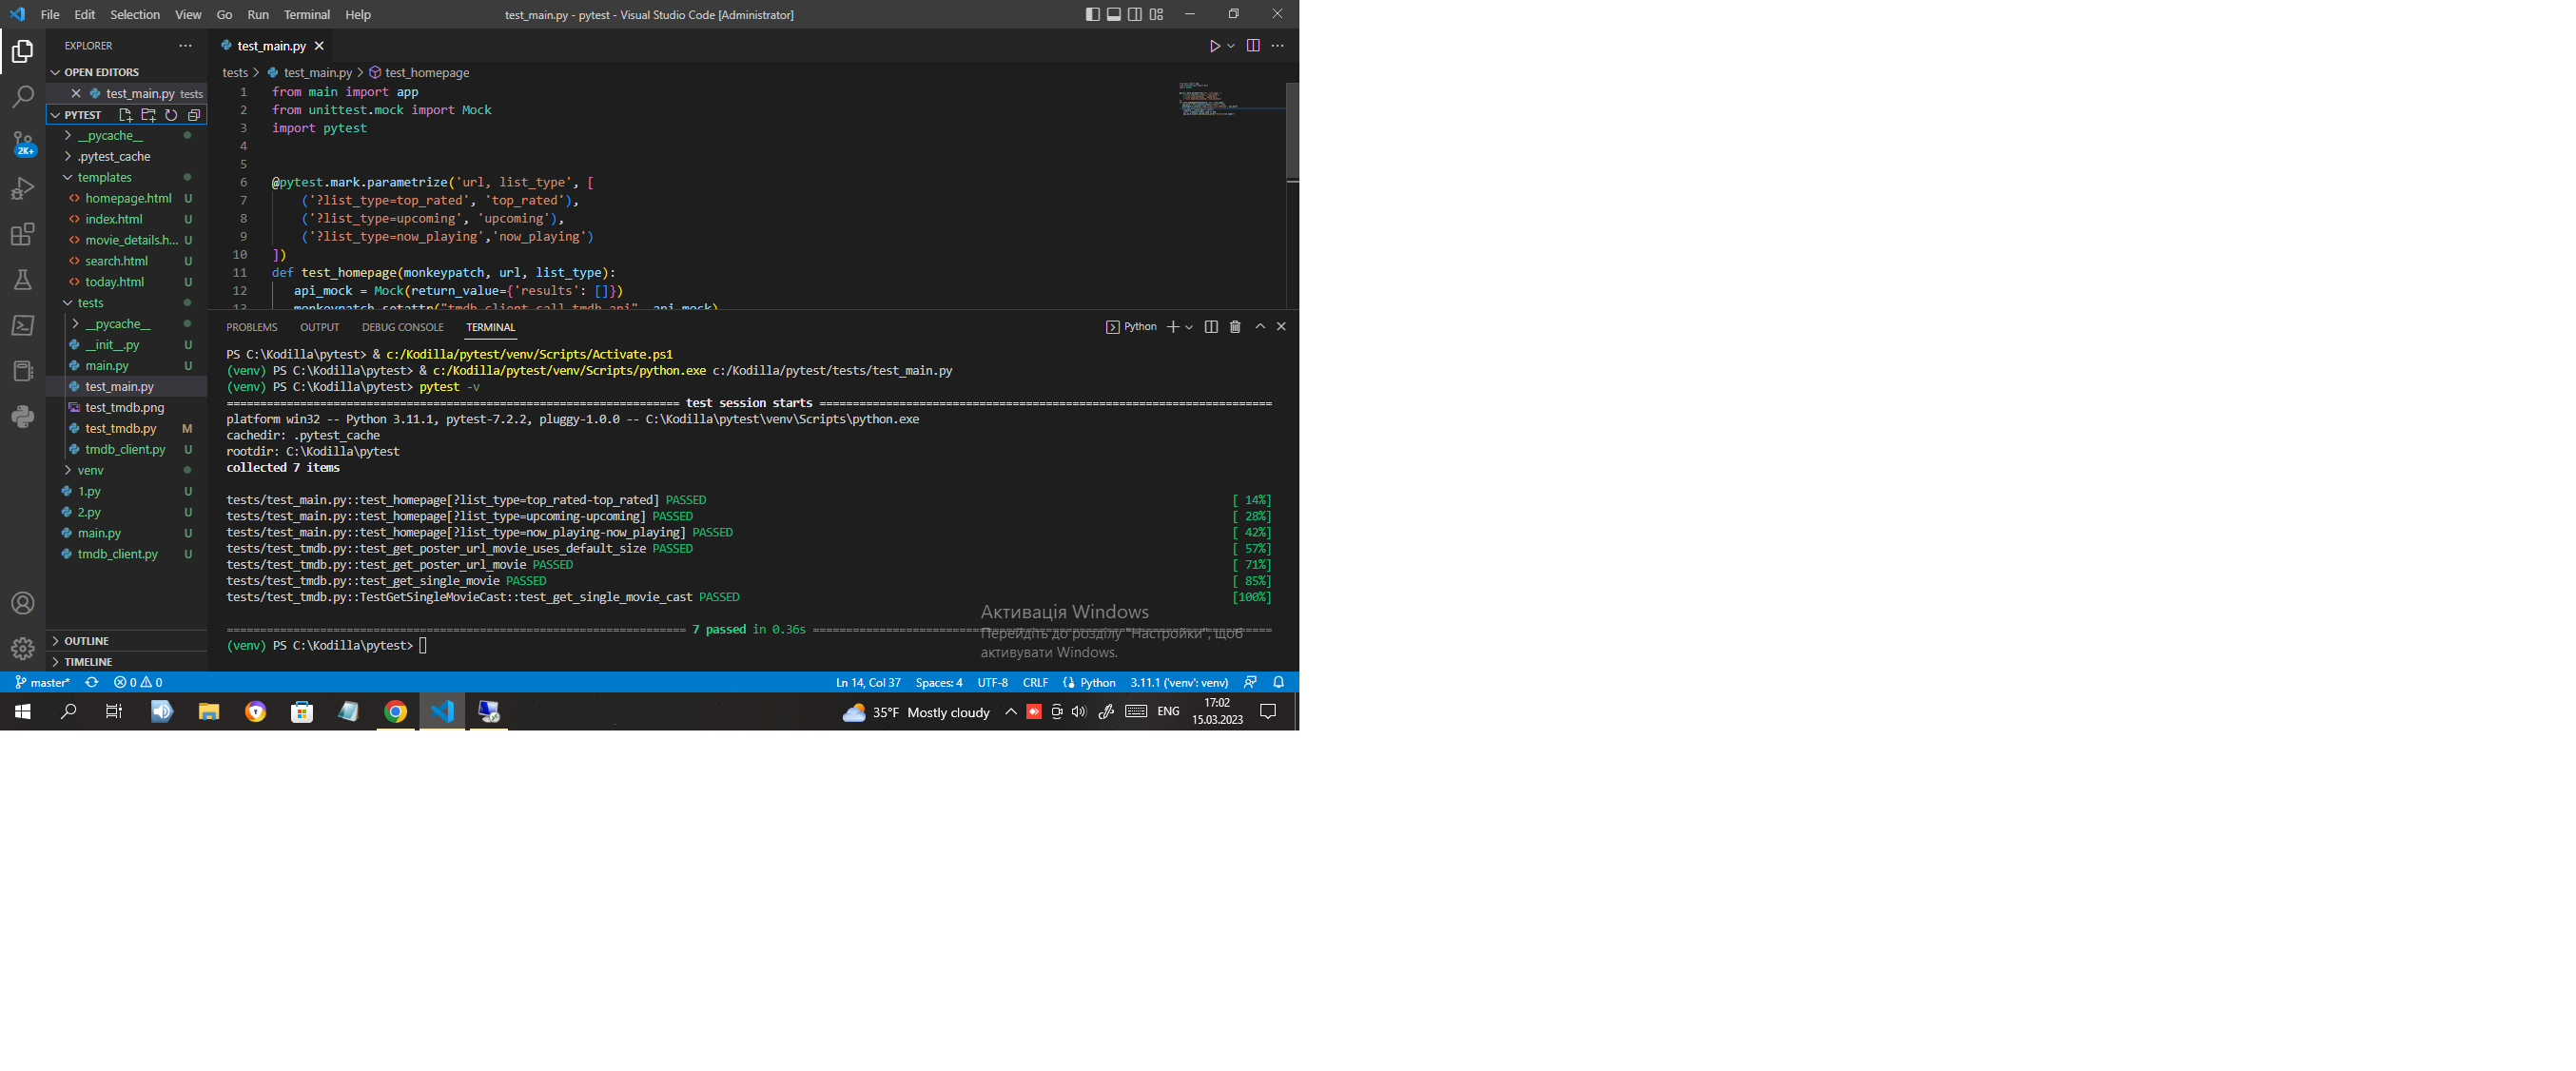 File Edit Selection View Go Run Terminal Help
test_main.py - pytest - Visual Studio Code [Administrator]
EXPLORER
OPEN EDITORS
test_main.py tests
PYTEST
__pycache__
.pytest_cache
templates
homepage.html U
index.html U
movie_details.h... U
search.html U
today.html U
tests
__pycache__
__init__.py U
main.py U
test_main.py
test_tmdb.png
test_tmdb.py M
tmdb_client.py U
venv
1.py U
2.py U
main.py U
tmdb_client.py U
OUTLINE
TIMELINE
2K+
test_main.py
tests > test_main.py > test_homepage
1 from main import app
2 from unittest.mock import Mock
3 import pytest
4
5
6 @pytest.mark.parametrize('url, list_type', [
7 ('?list_type=top_rated', 'top_rated'),
8 ('?list_type=upcoming', 'upcoming'),
9 ('?list_type=now_playing','now_playing')
10 ])
11 def test_homepage(monkeypatch, url, list_type):
12 api_mock = Mock(return_value={'results': []})
13 monkeypatch.setattr("tmdb_client.call_tmdb_api", api_mock)
PROBLEMS OUTPUT DEBUG CONSOLE TERMINAL
Python
PS C:\Kodilla\pytest> & c:/Kodilla/pytest/venv/Scripts/Activate.ps1
(venv) PS C:\Kodilla\pytest> & c:/Kodilla/pytest/venv/Scripts/python.exe c:/Kodilla/pytest/tests/test_main.py
(venv) PS C:\Kodilla\pytest> pytest -v
=== test session starts ===
platform win32 -- Python 3.11.1, pytest-7.2.2, pluggy-1.0.0 -- C:\Kodilla\pytest\venv\Scripts\python.exe
cachedir: .pytest_cache
rootdir: C:\Kodilla\pytest
collected 7 items
tests/test_main.py::test_homepage[?list_type=top_rated-top_rated] PASSED [ 14%]
tests/test_main.py::test_homepage[?list_type=upcoming-upcoming] PASSED [ 28%]
tests/test_main.py::test_homepage[?list_type=now_playing-now_playing] PASSED [ 42%]
tests/test_tmdb.py::test_get_poster_url_movie_uses_default_size PASSED [ 57%]
tests/test_tmdb.py::test_get_poster_url_movie PASSED [ 71%]
tests/test_tmdb.py::test_get_single_movie PASSED [ 85%]
tests/test_tmdb.py::TestGetSingleMovieCast::test_get_single_movie_cast PASSED [100%]
=== 7 passed in 0.36s ===
(venv) PS C:\Kodilla\pytest>
Активація Windows
Перейдіть до розділу "Настройки", щоб
активувати Windows.
master* 0 0
Ln 14, Col 37 Spaces: 4 UTF-8 CRLF Python 3.11.1 ('venv': venv)
35°F Mostly cloudy ENG
17:02
15.03.2023